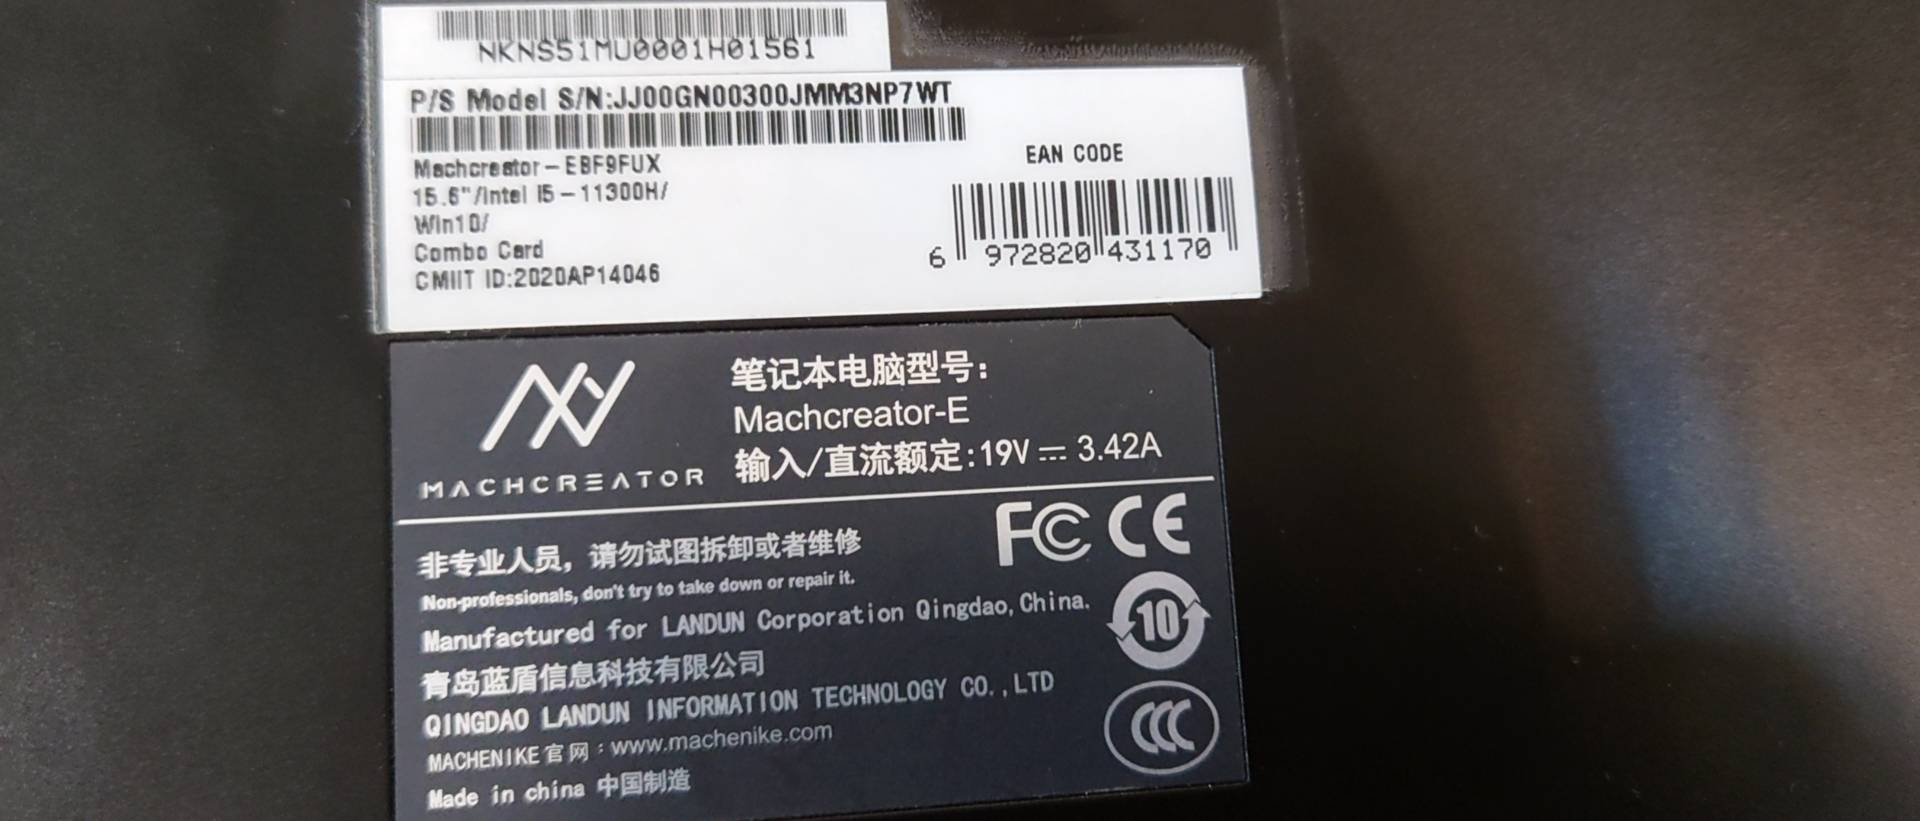 NKNS51MU0001H01561
P/S Model S/N:JJ00GN00300JMM3NP7WT
Machcreator-EBF9FUX
15.6"/Intel I5-11300H/
Win10/
Combo Card
CMIIT ID:2020AP14046
EAN CODE
6 972820 431170
MACHCREATOR
笔记本电脑型号：
Machcreator-E
输入/直流额定:19V⎓3.42A
FC CE
非专业人员，请勿试图拆卸或者维修
Non-professionals, don't try to take down or repair it.
Manufactured for LANDUN Corporation Qingdao,China.
10
青岛蓝盾信息科技有限公司
QINGDAO LANDUN INFORMATION TECHNOLOGY CO.,LTD
MACHENIKE官网：www.machenike.com
CCC
Made in china 中国制造